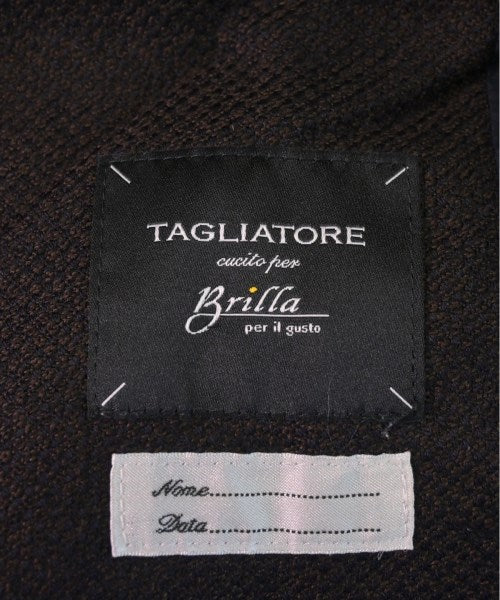 TAGLIATORE
cucito per
Brilla
per il gusto
Nome
Data